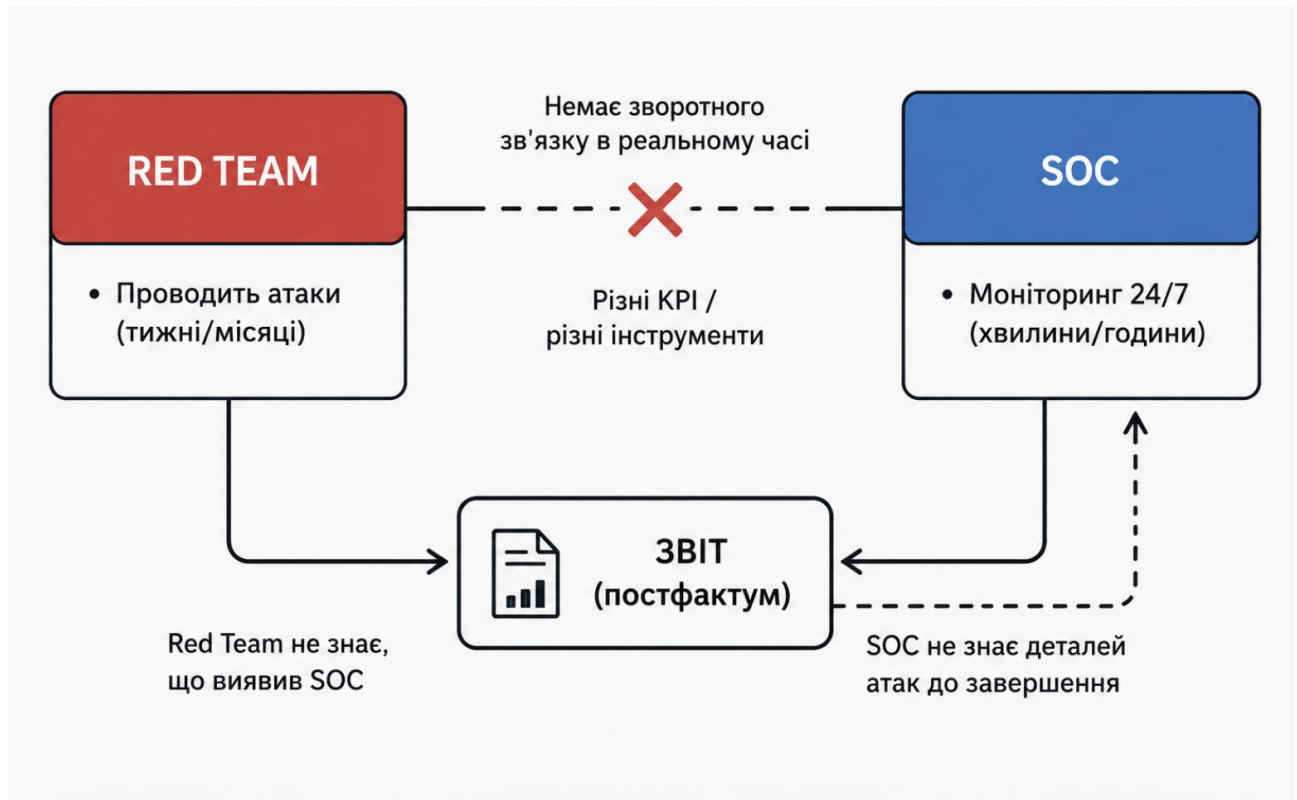 Немає зворотного
зв'язку в реальному часі
RED TEAM
SOC
• Проводить атаки
(тижні/місяці)
Різні KPI /
різні інструменти
• Моніторинг 24/7
(хвилини/години)
ЗВІТ
(постфактум)
Red Team не знає,
що виявив SOC
SOC не знає деталей
атак до завершення